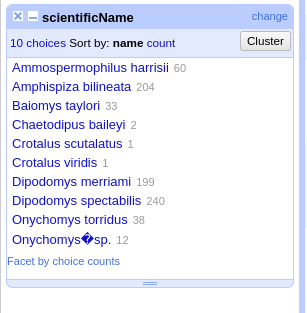 scientificName change
10 choices Sort by: name count Cluster
Ammospermophilus harrisii 60
Amphispiza bilineata 204
Baiomys taylori 33
Chaetodipus baileyi 2
Crotalus scutalatus 1
Crotalus viridis 1
Dipodomys merriami 199
Dipodomys spectabilis 240
Onychomys torridus 38
Onychomys�sp. 12
Facet by choice counts